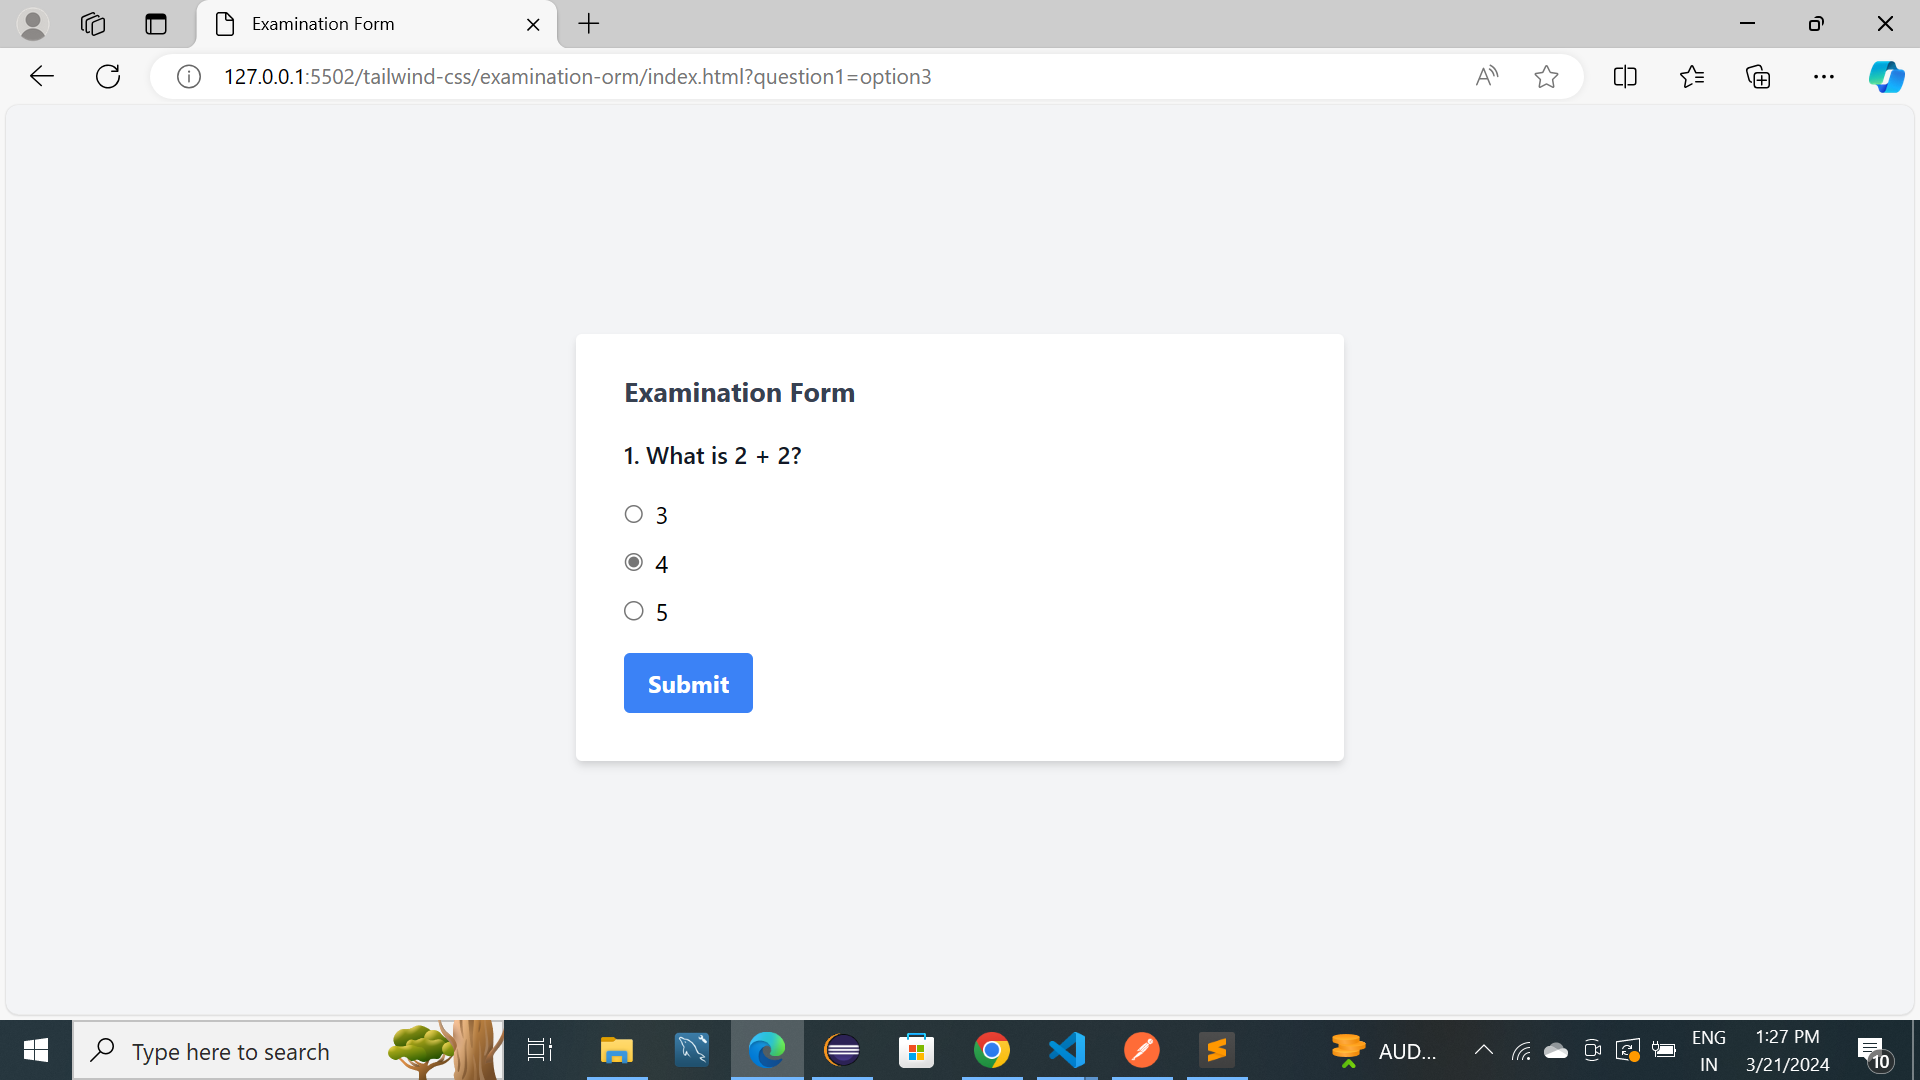 Examination Form
127.0.0.1:5502/tailwind-css/examination-orm/index.html?question1=option3
Examination Form
1. What is 2 + 2?
3
4
5
Submit
Type here to search
AUD...
ENG
IN
1:27 PM
3/21/2024
10